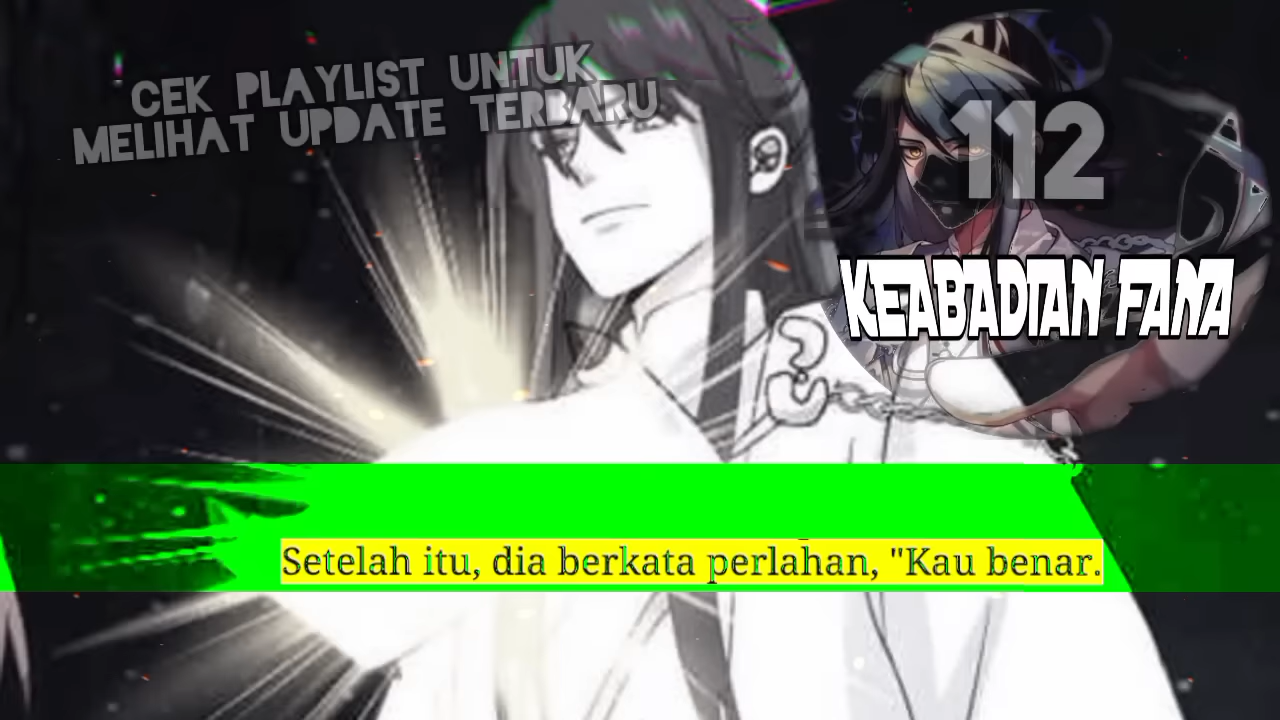 CEK PLAYLIST UNTUK
MELIHAT UPDATE TERBARU
112
KEABADIAN FANA
Setelah itu, dia berkata perlahan, "Kau benar.